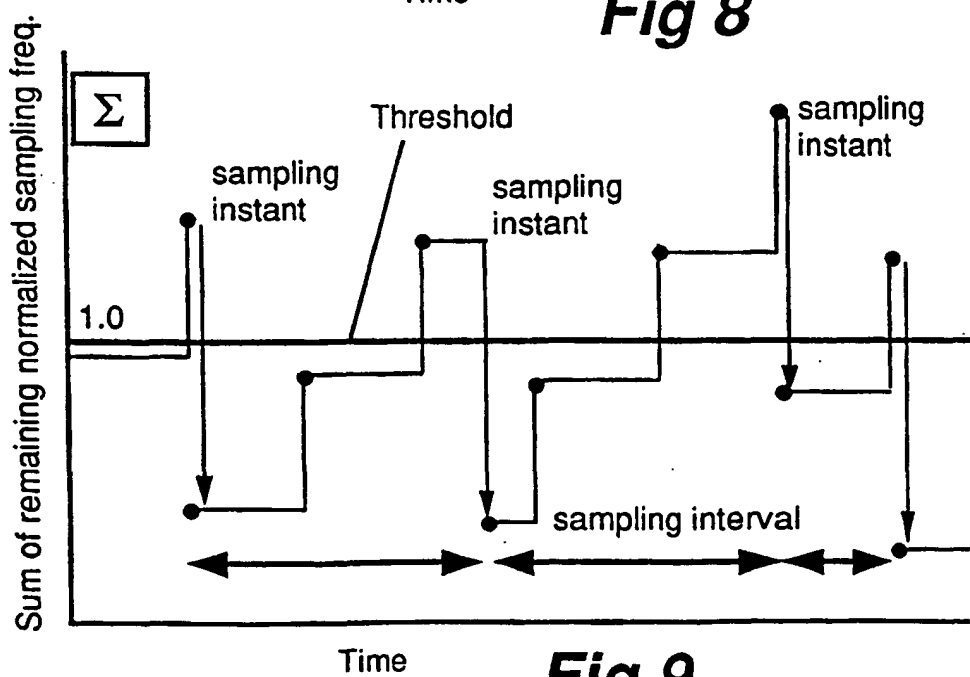 Time
Fig 8
Sum of remaining normalized sampling freq.
Σ
Threshold
sampling
instant
sampling
instant
sampling
instant
1.0
sampling interval
Time
Fig 9